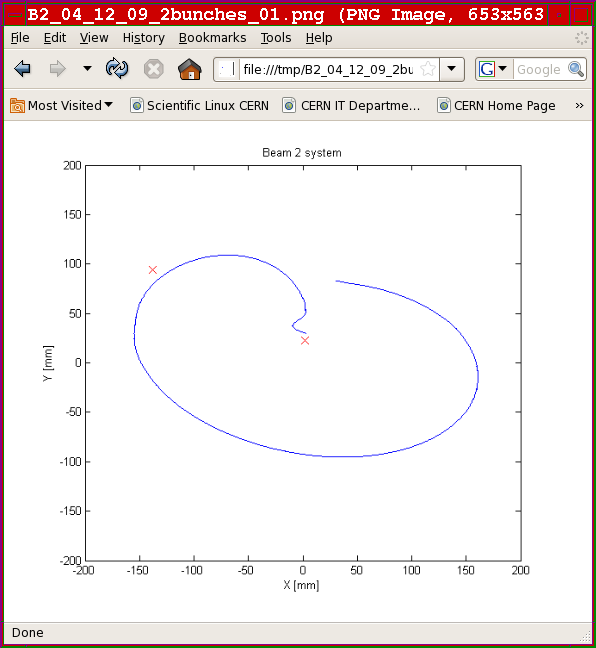 B2_04_12_09_2bunches_01.png (PNG Image, 653x563
File Edit View History Bookmarks Tools Help
file:///tmp/B2_04_12_09_2bu G Google
Most Visited Scientific Linux CERN CERN IT Departme... CERN Home Page »
Beam 2 system
200
150
100
50
0
-50
-100
-150
-200
Y [mm]
-200 -150 -100 -50 0 50 100 150 200
X [mm]
Done